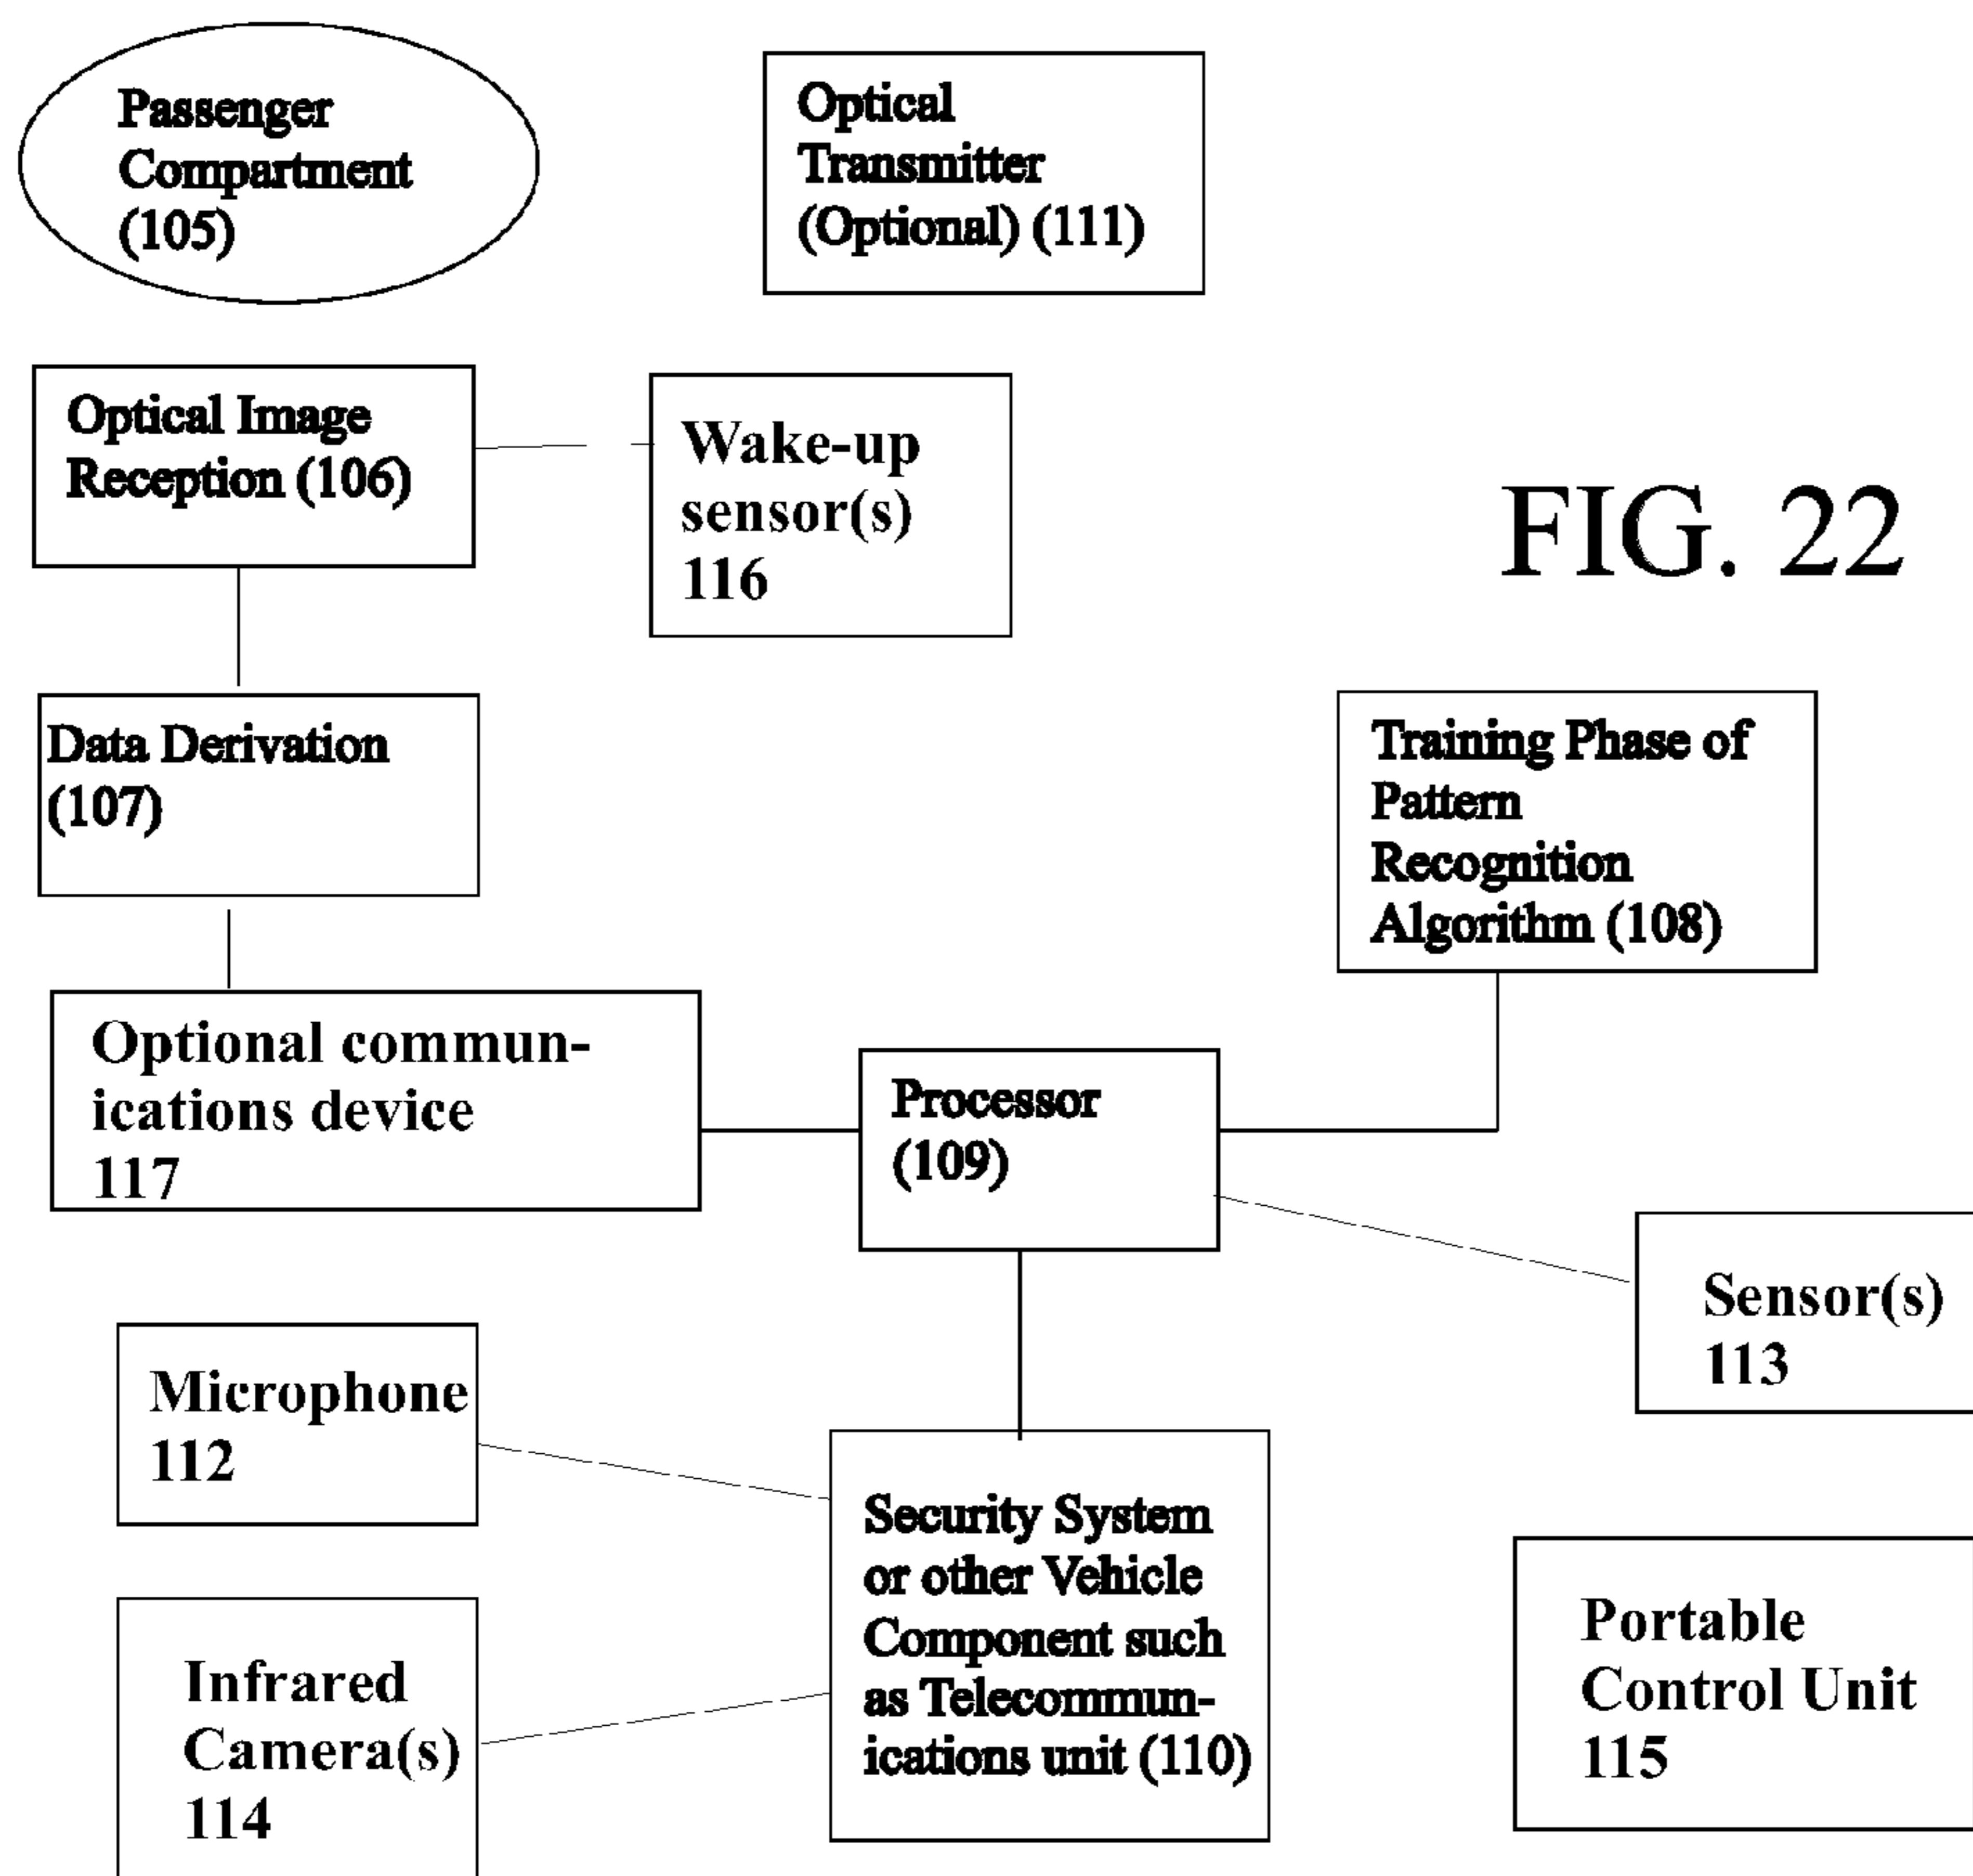 Passenger
Compartment
(105)
Optical
Transmitter
(Optional) (111)
Optical Image
Reception (106)
Wake-up
sensor(s)
116
FIG. 22
Data Derivation
(107)
Training Phase of
Pattern
Recognition
Algorithm (108)
Optional commun-
ications device
117
Processor
(109)
Sensor(s)
113
Microphone
112
Security System
or other Vehicle
Component such
as Telecommun-
ications unit (110)
Infrared
Camera(s)
114
Portable
Control Unit
115